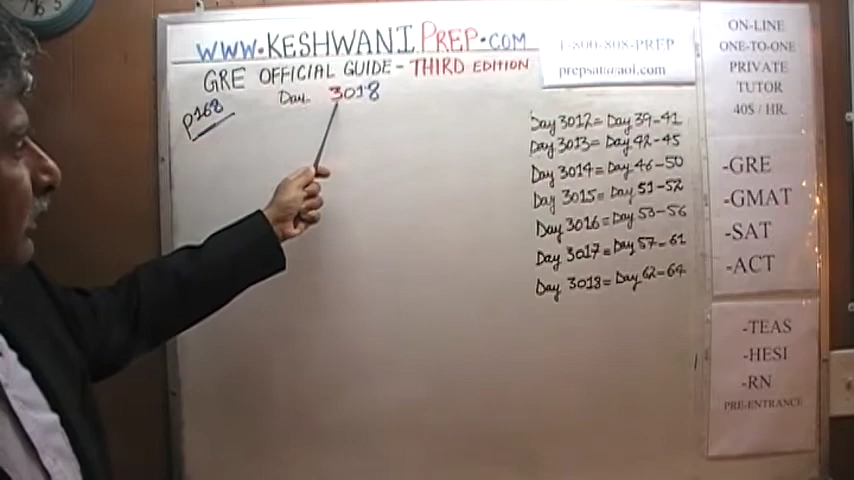 WWW.KESHWANI PREP.COM
GRE OFFICIAL GUIDE - THIRD EDITION
Day 3018
P168
1-800-808-PREP
prepsat@aol.com
Day 3012 = Day 39-41
Day 3013 = Day 42-45
Day 3014 = Day 46-50
Day 3015 = Day 51-52
Day 3016 = Day 53-56
Day 3017 = Day 57-61
Day 3018 = Day 62-64
ON-LINE
ONE-TO-ONE
PRIVATE
TUTOR
40$ / HR.
-GRE
-GMAT
-SAT
-ACT
-TEAS
-HESI
-RN
PRE-ENTRANCE